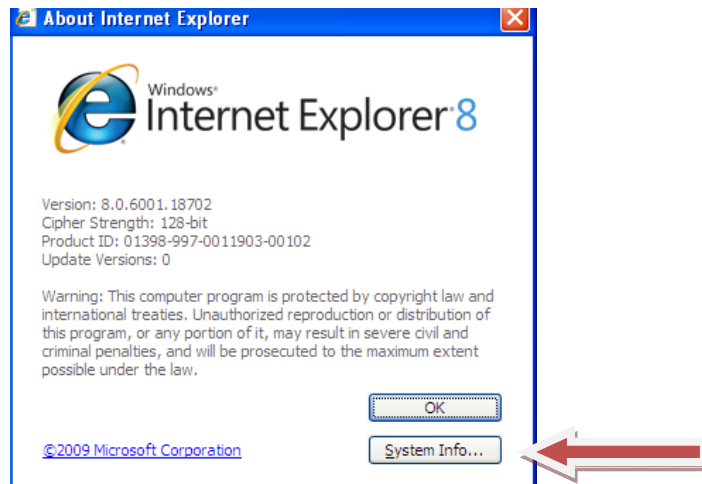 About Internet Explorer
Windows®
Internet Explorer 8
Version: 8.0.6001.18702
Cipher Strength: 128-bit
Product ID: 01398-997-0011903-00102
Update Versions: 0
Warning: This computer program is protected by copyright law and
international treaties. Unauthorized reproduction or distribution of
this program, or any portion of it, may result in severe civil and
criminal penalties, and will be prosecuted to the maximum extent
possible under the law.
OK
©2009 Microsoft Corporation
System Info...